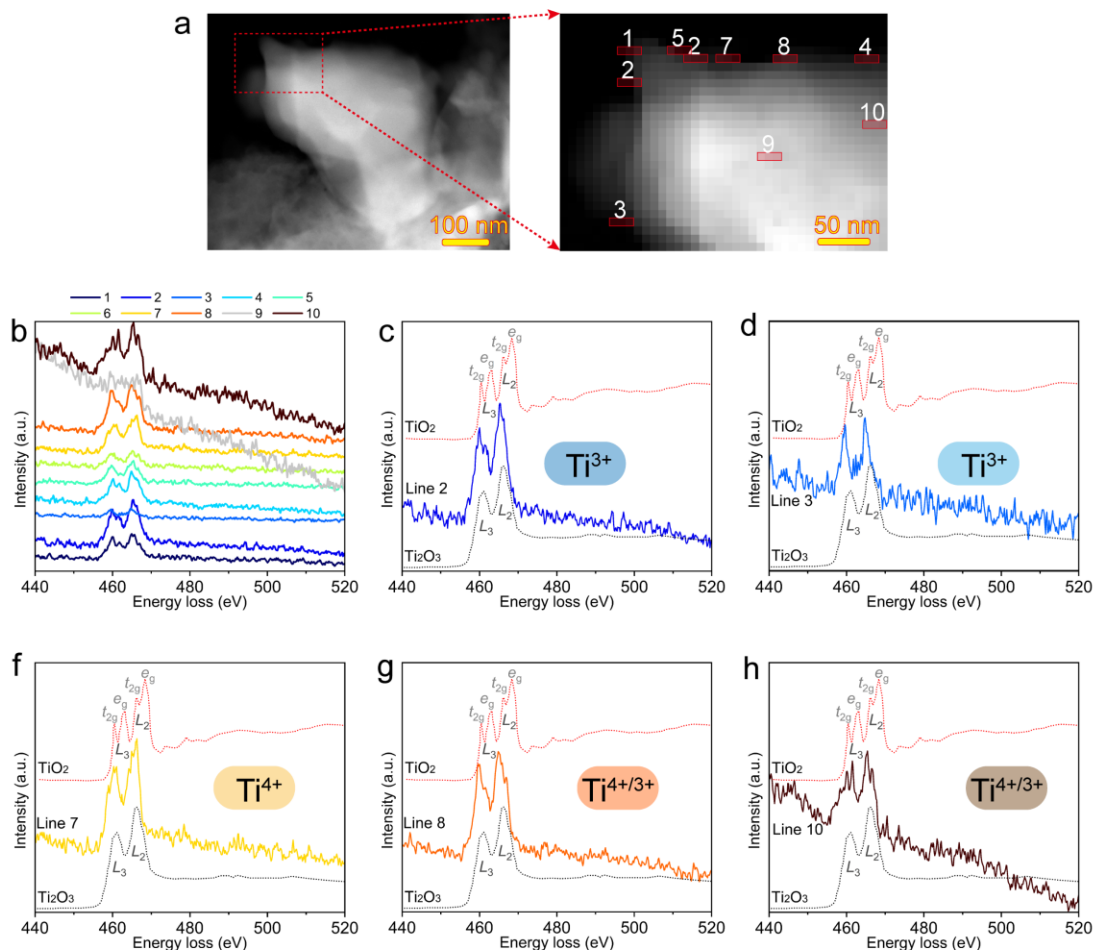 a
1 5 2 7 8 4
2
10
9
3
100 nm
50 nm
1 2 3 4 5
6 7 8 9 10
b
Intensity (a.u.)
440 460 480 500 520
Energy loss (eV)
c
t2g eg t2g eg
L3 L2
TiO₂
Ti³⁺
Line 2
L3 L2
Ti₂O₃
Intensity (a.u.)
440 460 480 500 520
Energy loss (eV)
d
t2g eg t2g eg
L3 L2
TiO₂
Ti³⁺
Line 3
L3 L2
Ti₂O₃
Intensity (a.u.)
440 460 480 500 520
Energy loss (eV)
f
t2g eg t2g eg
L3 L2
TiO₂
Ti⁴⁺
Line 7
L3 L2
Ti₂O₃
Intensity (a.u.)
440 460 480 500 520
Energy loss (eV)
g
t2g eg t2g eg
L3 L2
TiO₂
Ti⁴⁺/³⁺
Line 8
L3 L2
Ti₂O₃
Intensity (a.u.)
440 460 480 500 520
Energy loss (eV)
h
t2g eg t2g eg
L3 L2
TiO₂
Ti⁴⁺/³⁺
Line 10
L3 L2
Ti₂O₃
Intensity (a.u.)
440 460 480 500 520
Energy loss (eV)